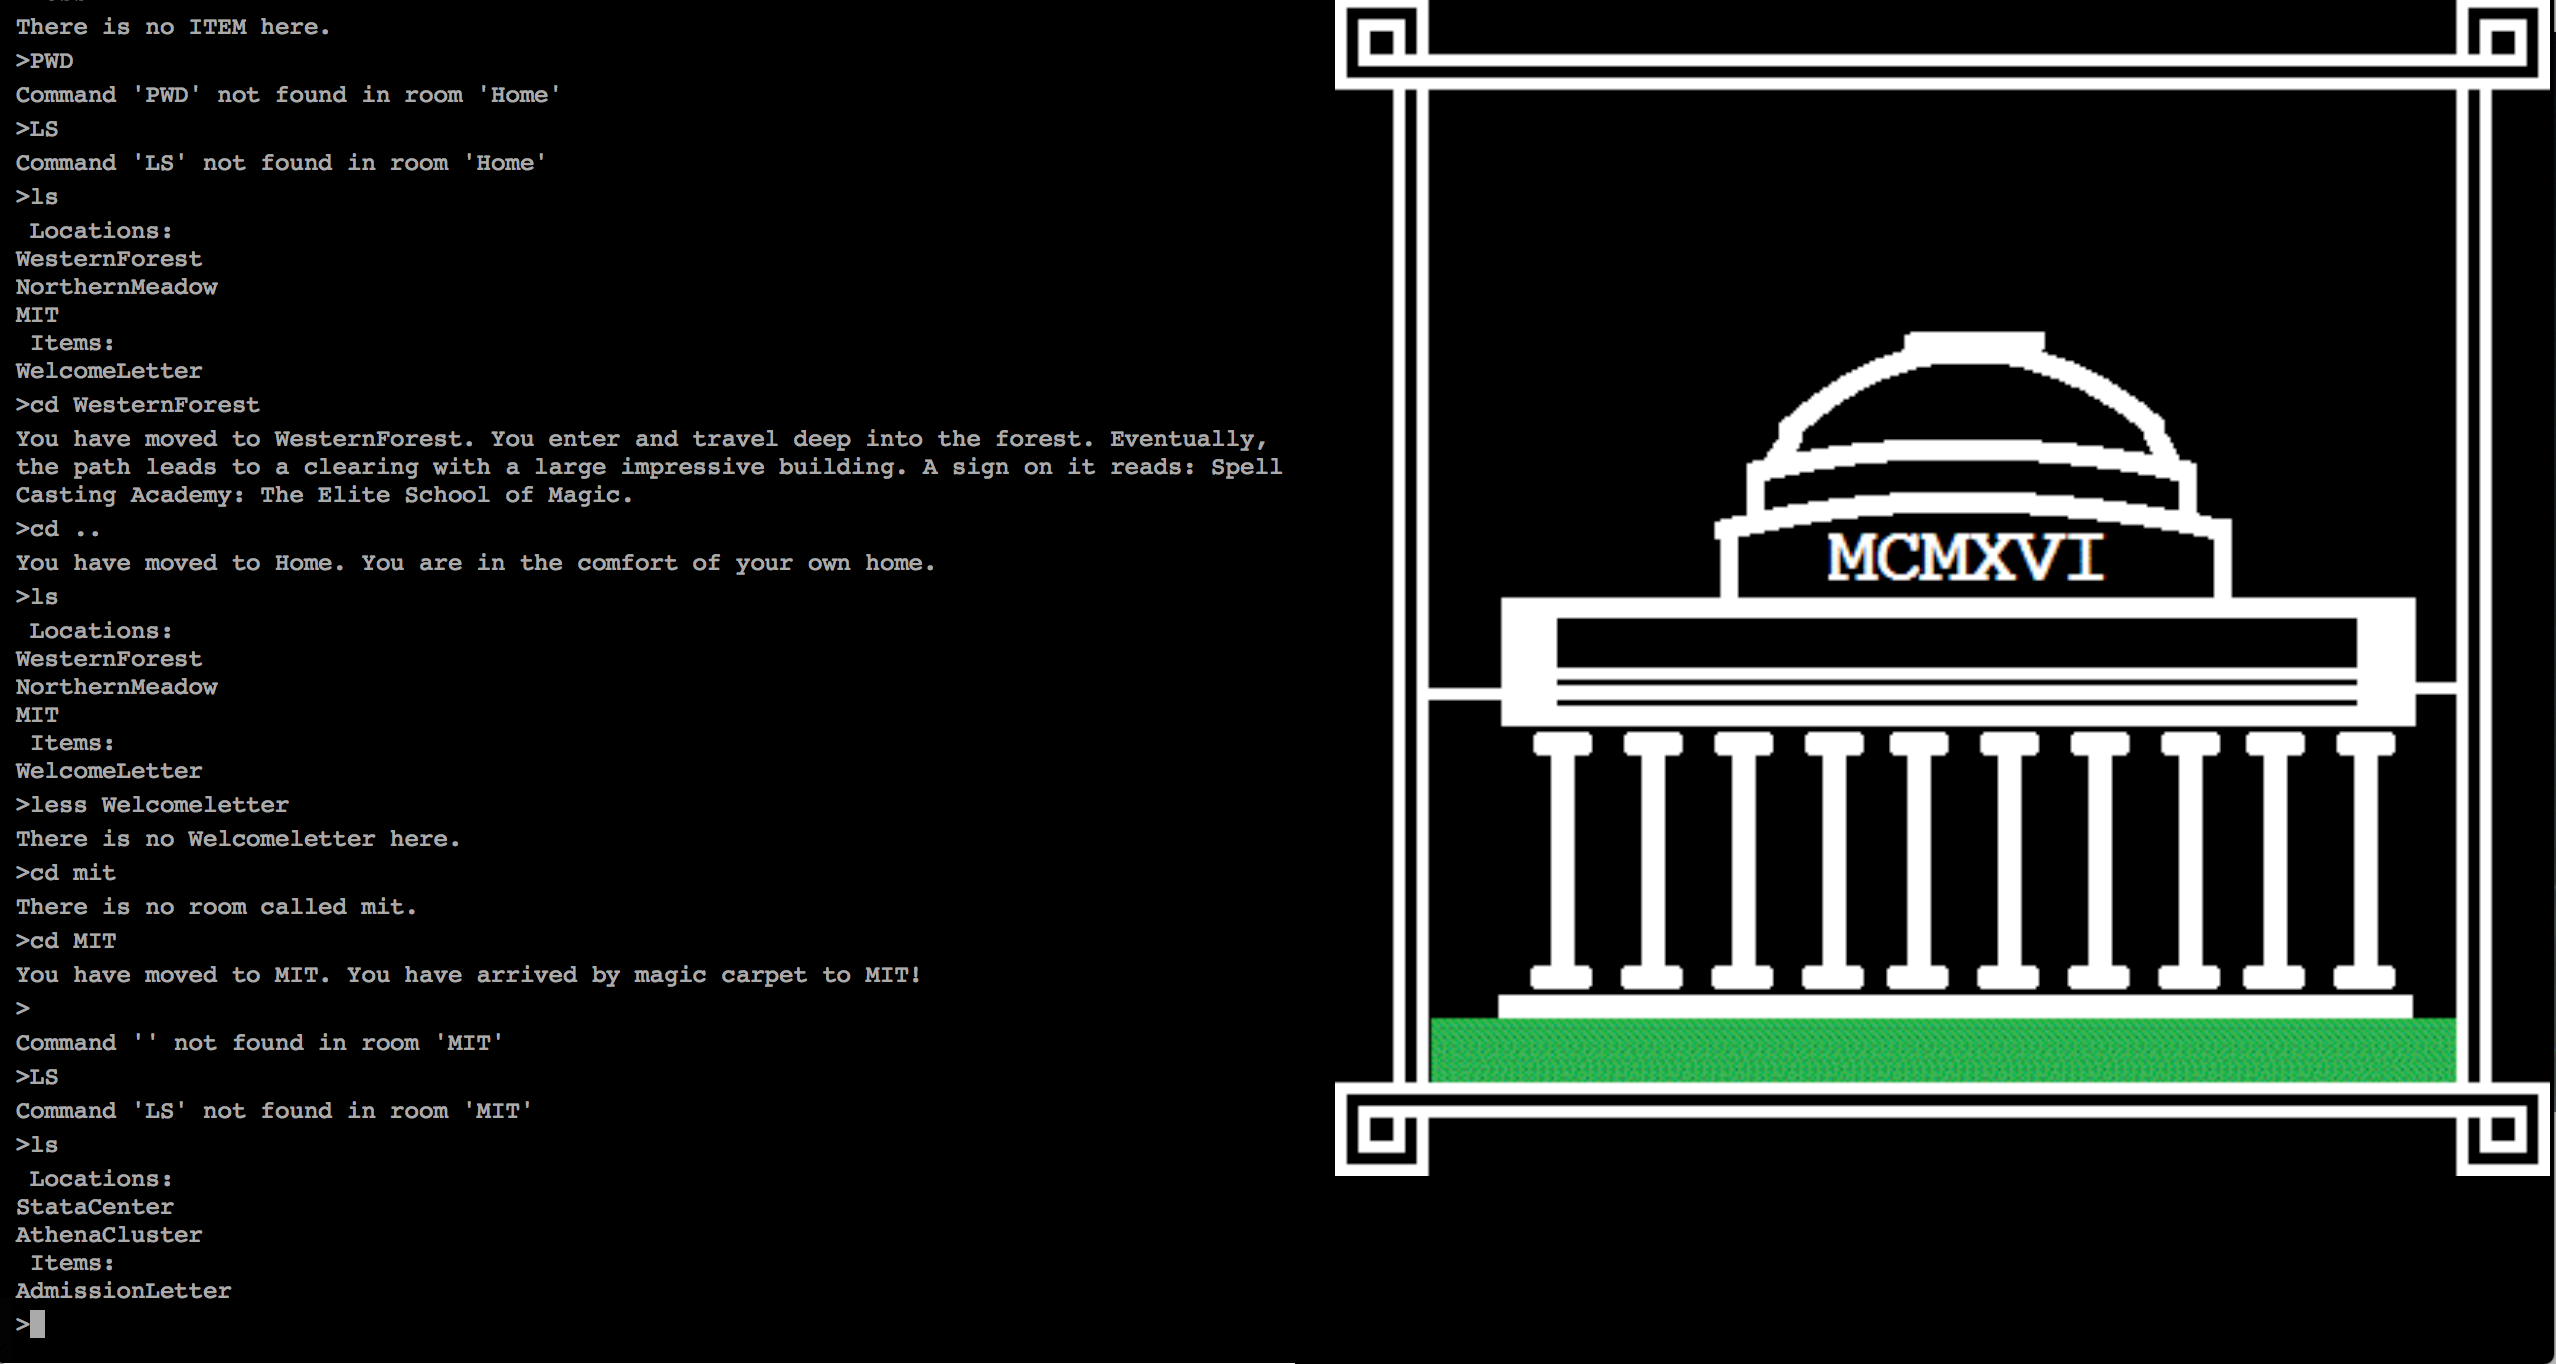 There is no ITEM here.
>PWD
Command 'PWD' not found in room 'Home'
>LS
Command 'LS' not found in room 'Home'
>ls
Locations:
WesternForest
NorthernMeadow
MIT
Items:
WelcomeLetter
>cd WesternForest
You have moved to WesternForest. You enter and travel deep into the forest. Eventually,
the path leads to a clearing with a large impressive building. A sign on it reads: Spell
Casting Academy: The Elite School of Magic.
>cd ..
You have moved to Home. You are in the comfort of your own home.
>ls
Locations:
WesternForest
NorthernMeadow
MIT
Items:
WelcomeLetter
>less Welcomeletter
There is no Welcomeletter here.
>cd mit
There is no room called mit.
>cd MIT
You have moved to MIT. You have arrived by magic carpet to MIT!
>
Command '' not found in room 'MIT'
>LS
Command 'LS' not found in room 'MIT'
>ls
Locations:
StataCenter
AthenaCluster
Items:
AdmissionLetter
>
MCMXVI